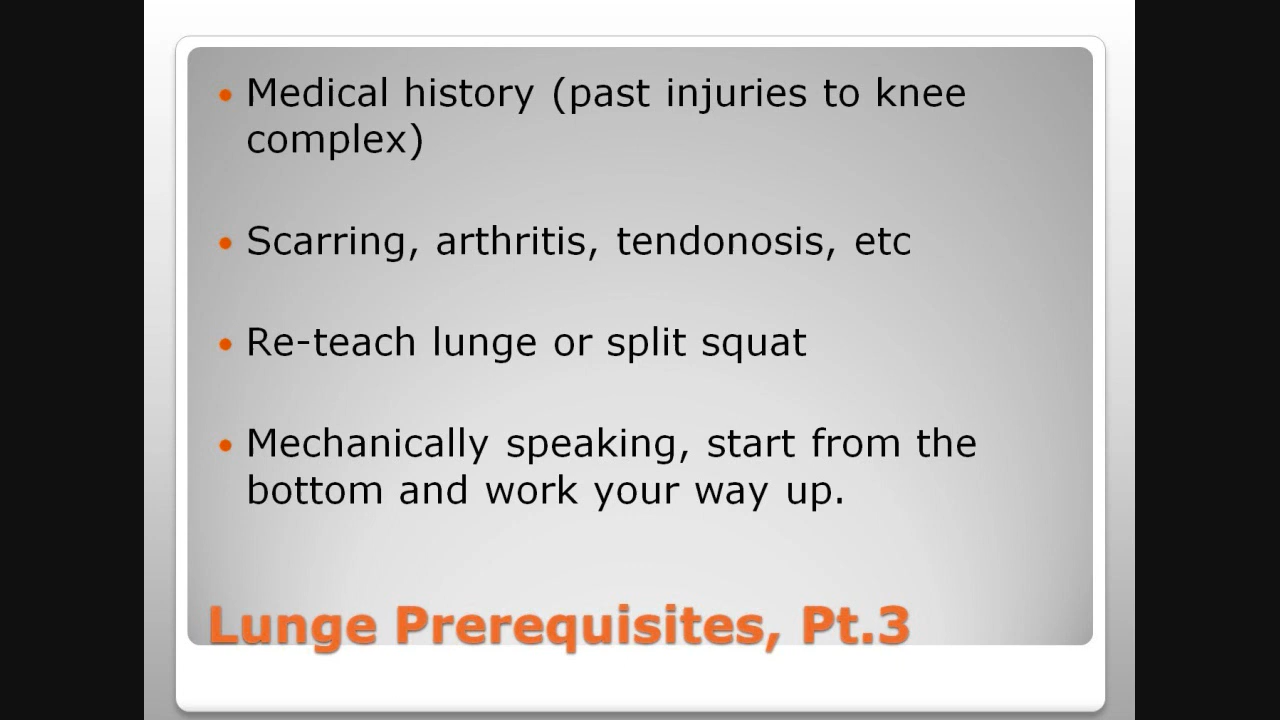 Medical history (past injuries to knee
complex)
Scarring, arthritis, tendonosis, etc
Re-teach lunge or split squat
Mechanically speaking, start from the
bottom and work your way up.
Lunge Prerequisites, Pt.3